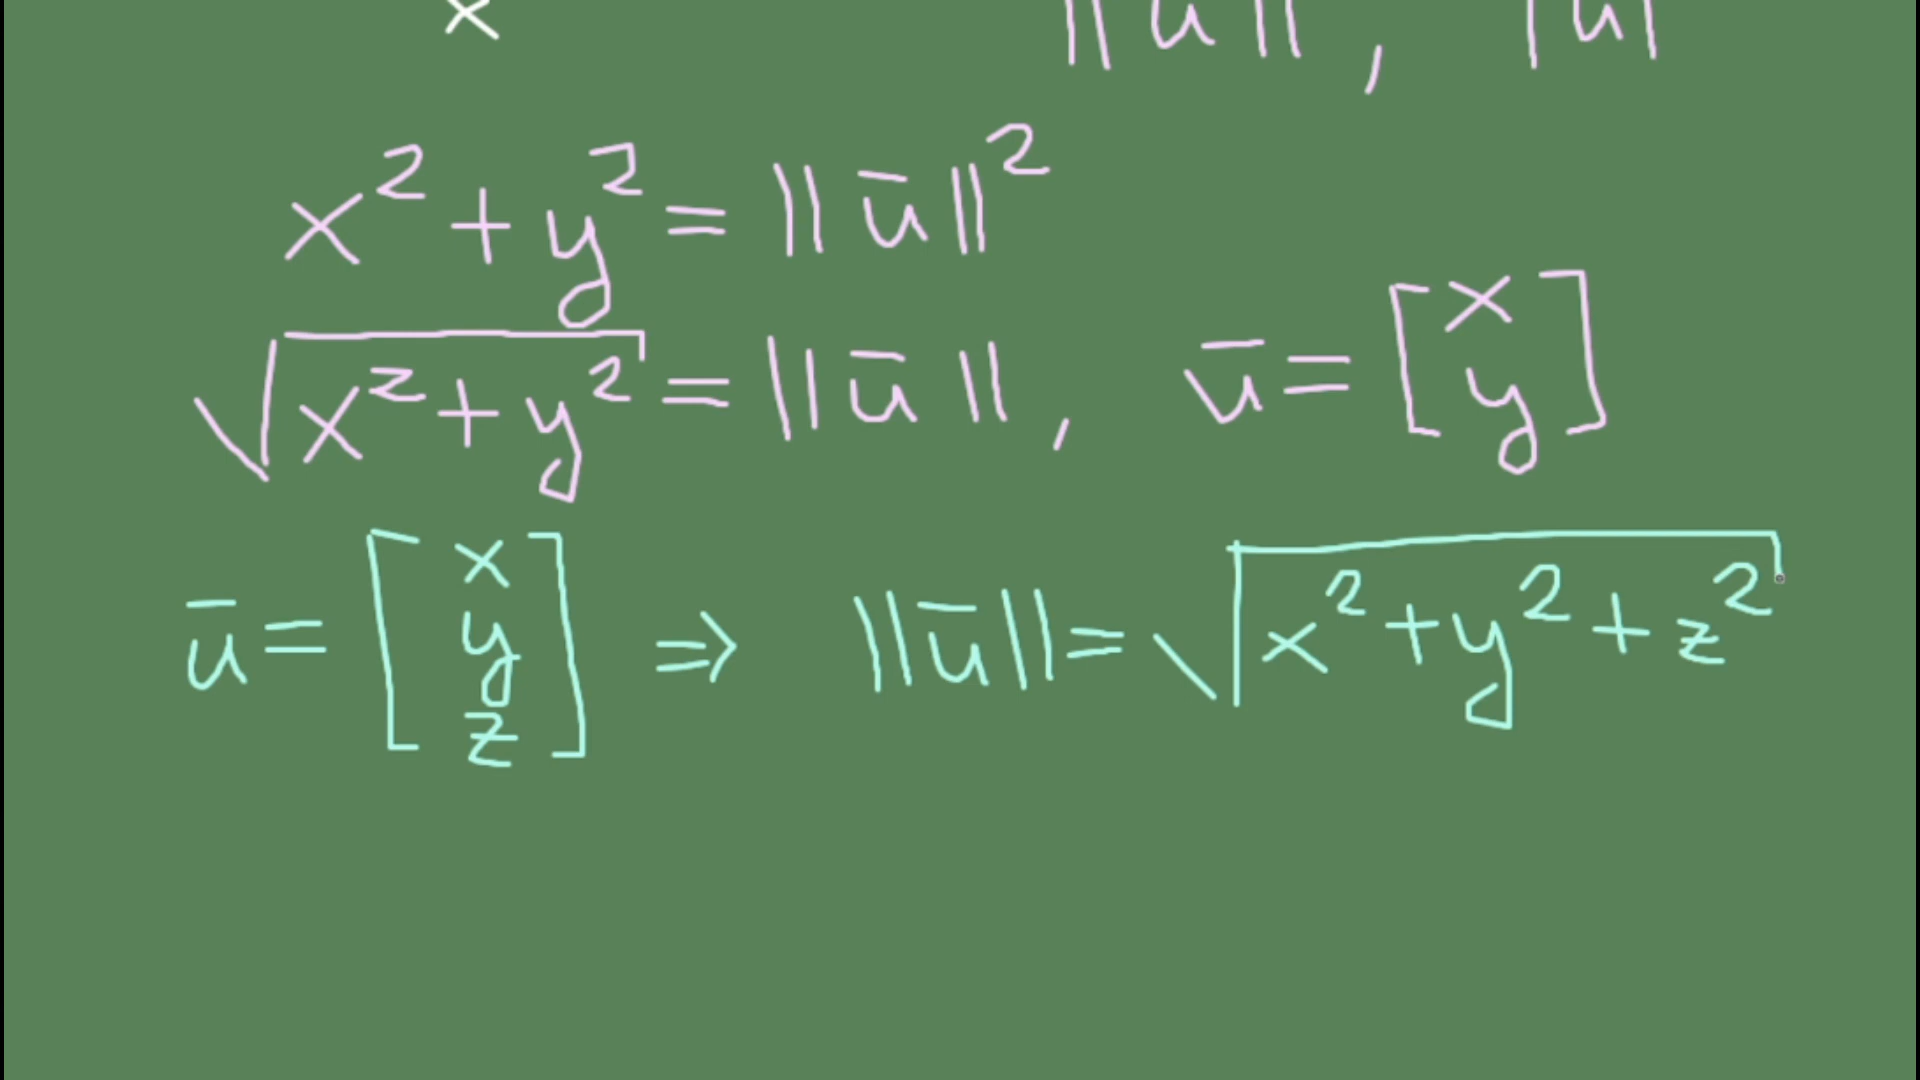 x ||ū||, |ū|
x² + y² = ||ū||²
√(x² + y²) = ||ū||, ū = [x y]
ū = [x y z] ⇒ ||ū|| = √(x² + y² + z²)